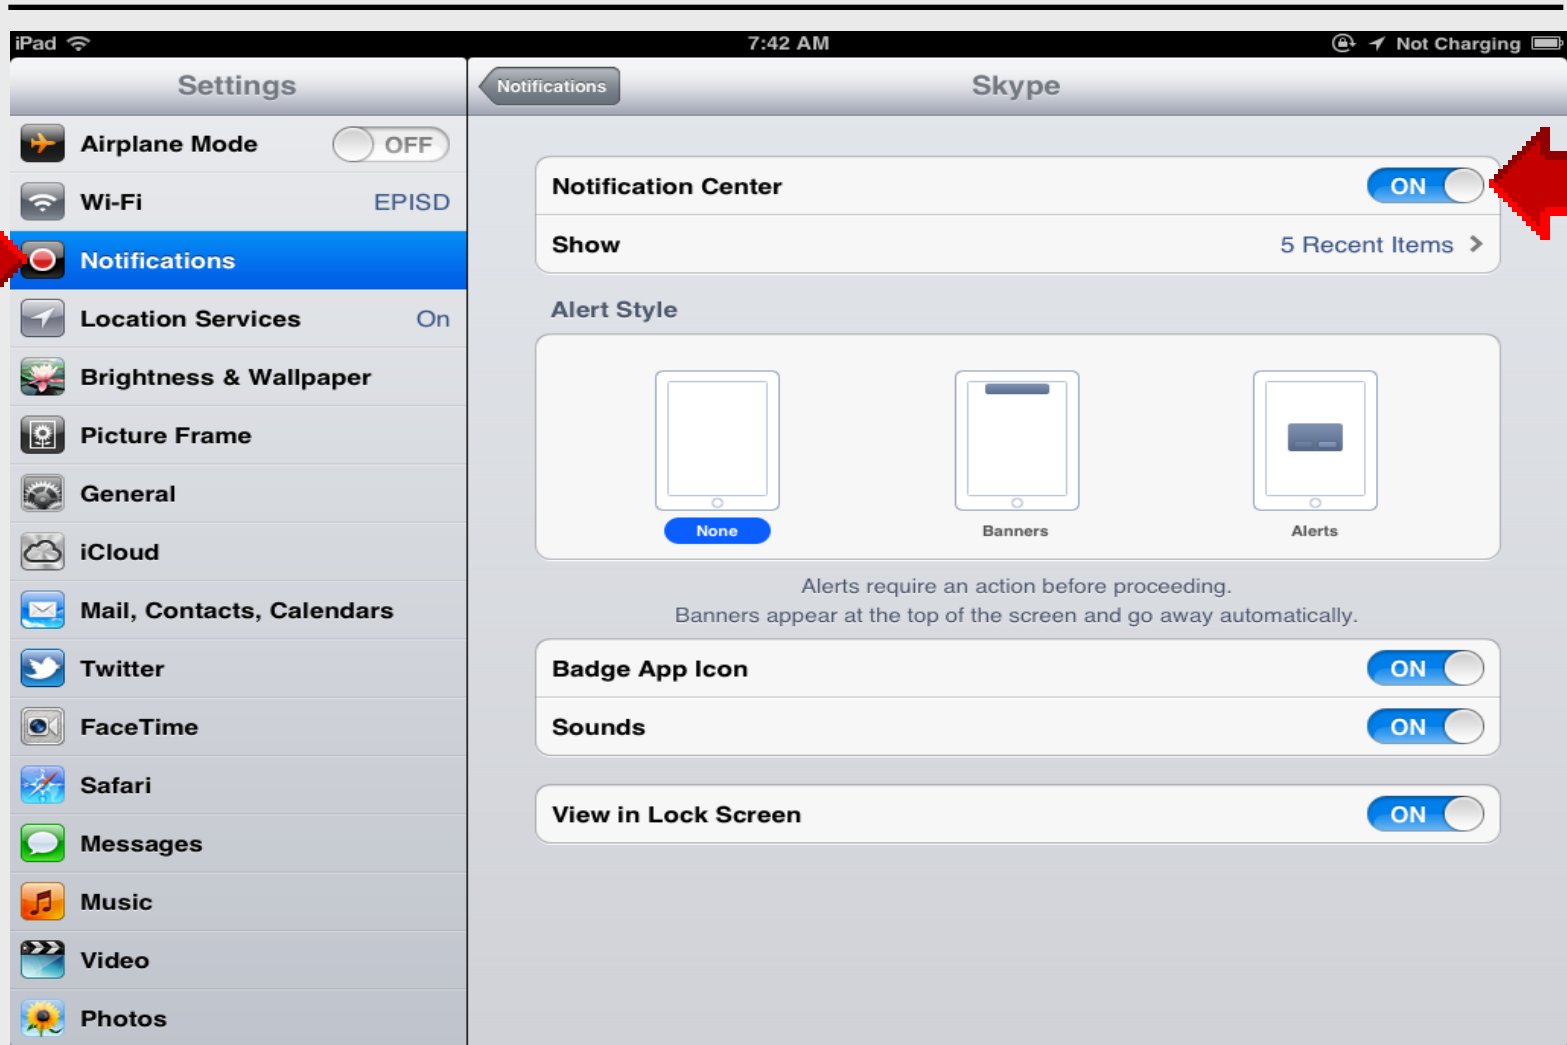 iPad 7:42 AM Not Charging
Settings
Airplane Mode OFF
Wi-Fi EPISD
Notifications
Location Services On
Brightness & Wallpaper
Picture Frame
General
iCloud
Mail, Contacts, Calendars
Twitter
FaceTime
Safari
Messages
Music
Video
Photos
Notifications Skype
Notification Center ON
Show 5 Recent Items
Alert Style
None Banners Alerts
Alerts require an action before proceeding.
Banners appear at the top of the screen and go away automatically.
Badge App Icon ON
Sounds ON
View in Lock Screen ON